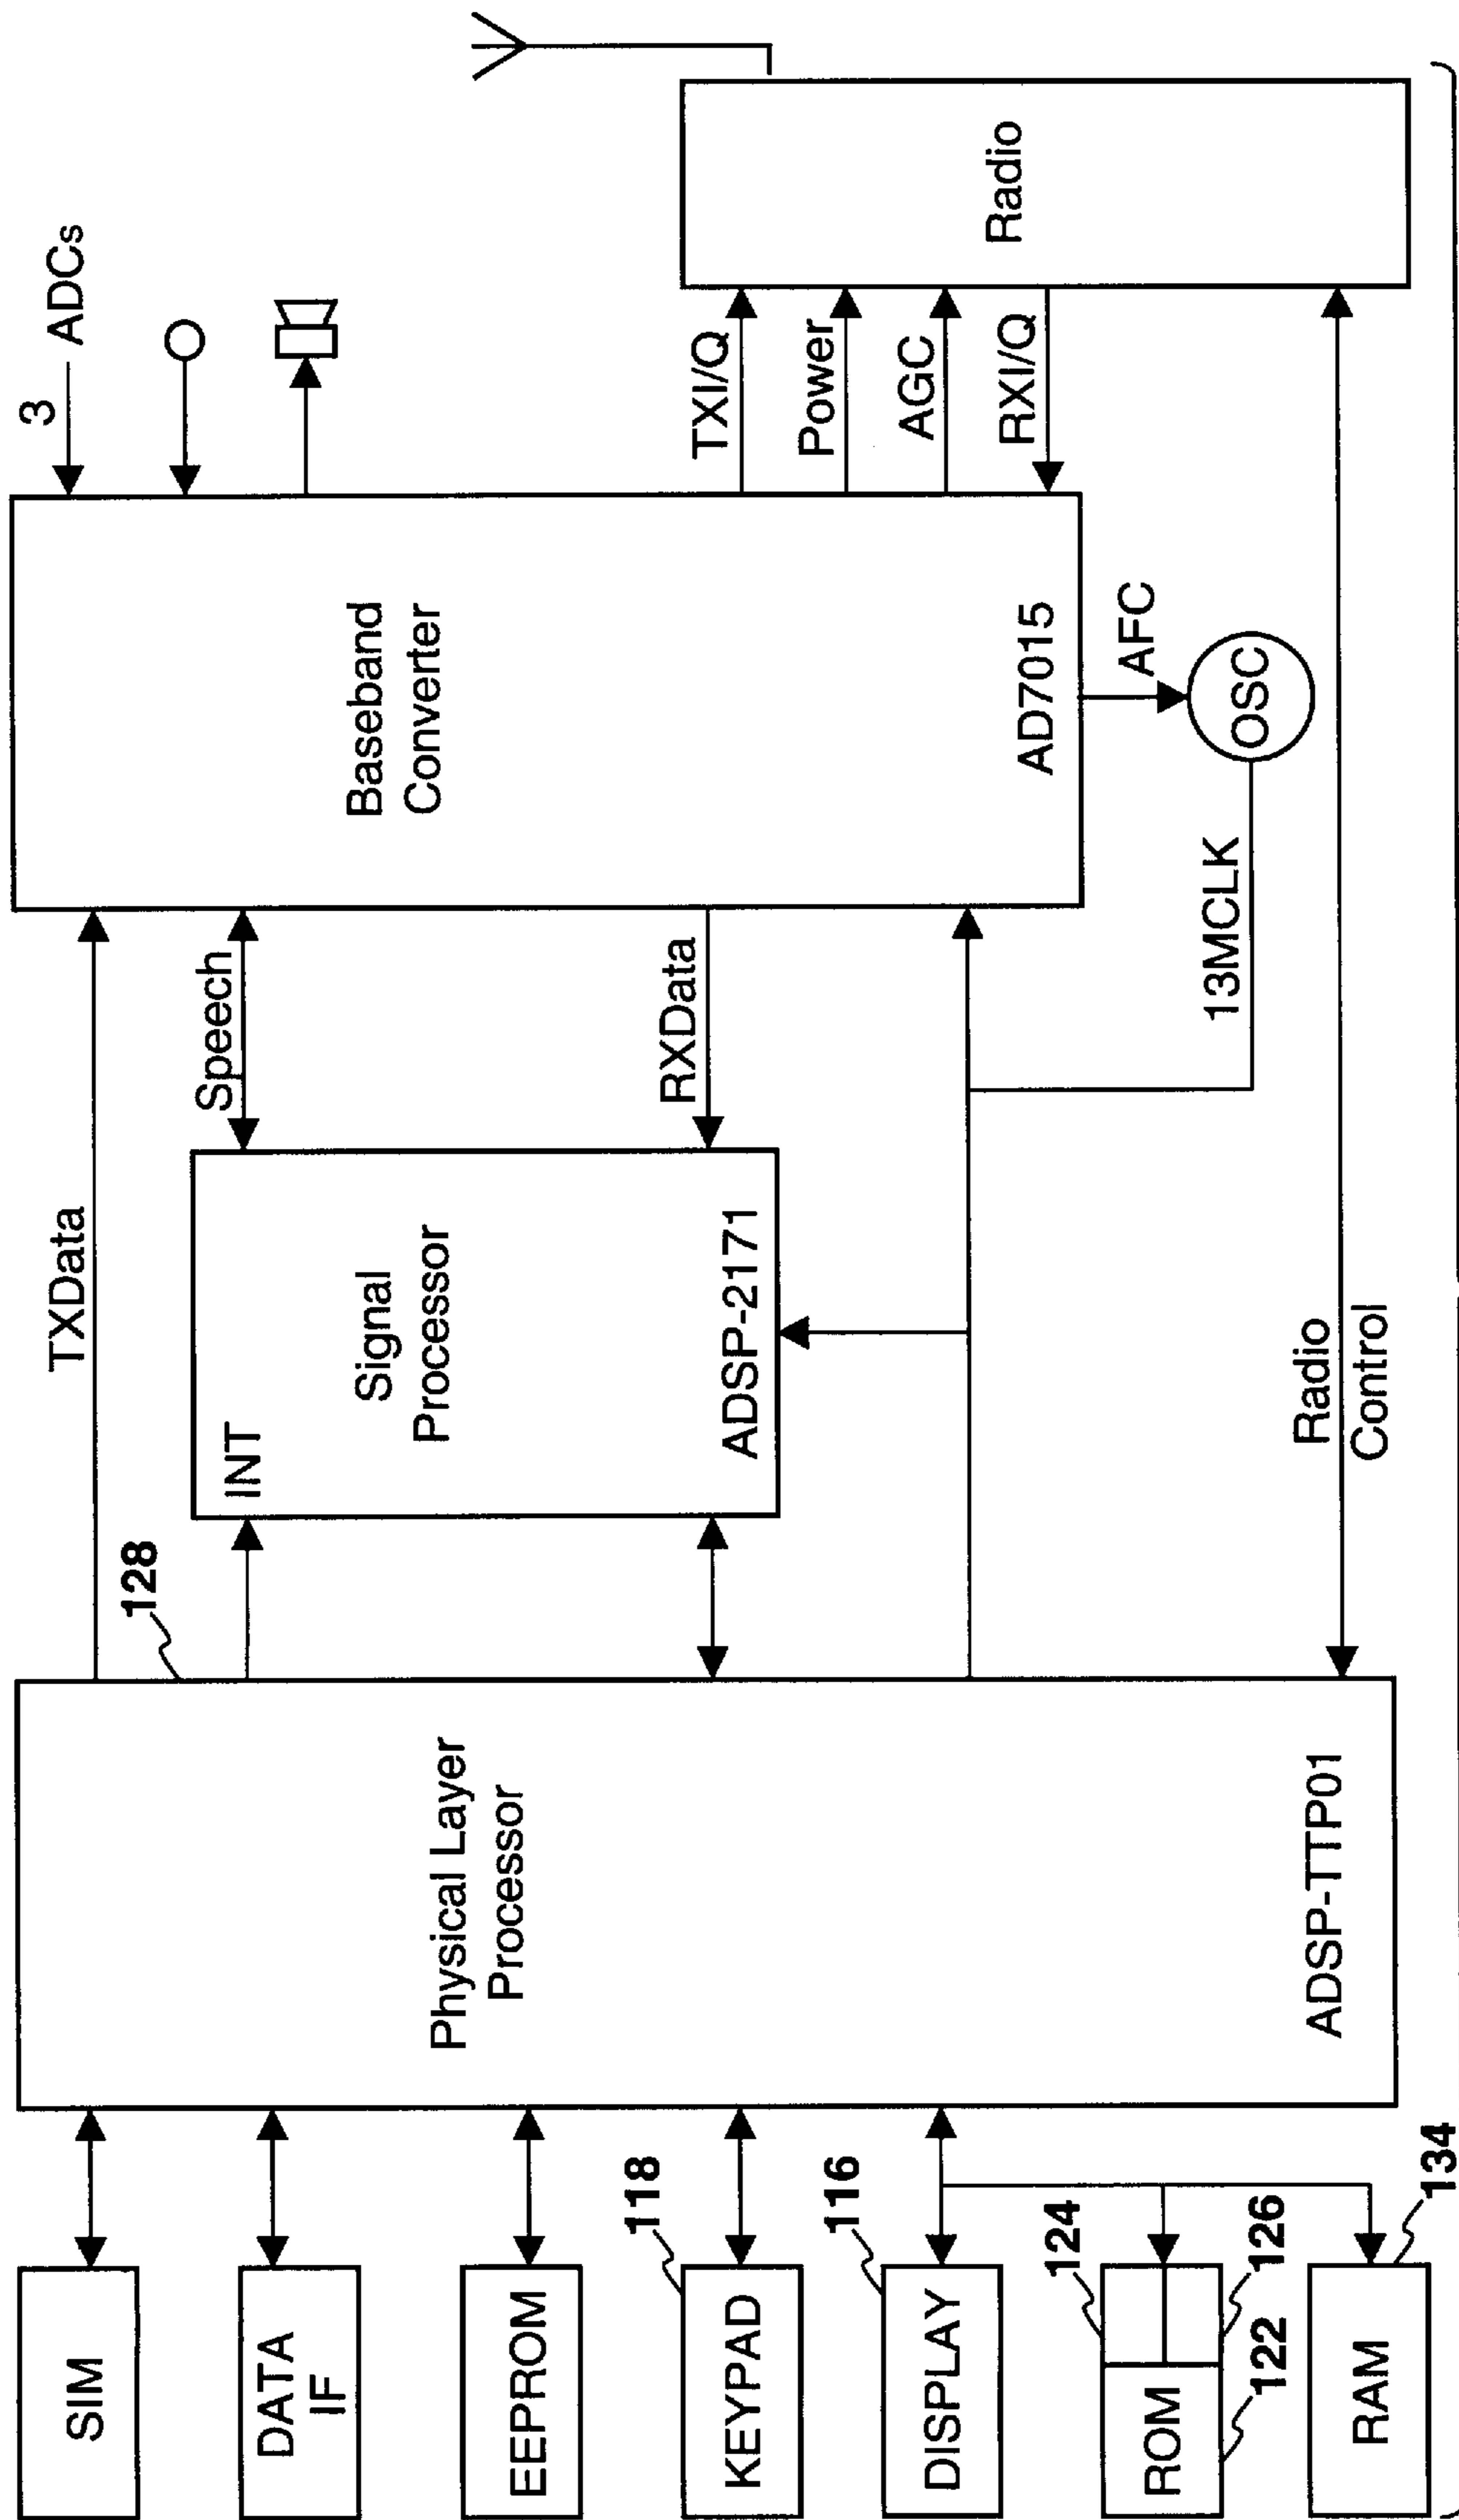 SIM
DATA
IF
EEPROM
KEYPAD
118
DISPLAY
116
ROM
124
126
122
RAM
134
Physical Layer
Processor
ADSP-TTP01
128
TXData
INT
Signal
Processor
ADSP-2171
Speech
RXData
Radio
Control
13MCLK
Baseband
Converter
AD7015
AFC
OSC
3
ADCs
TXI/Q
Power
AGC
RXI/Q
Radio